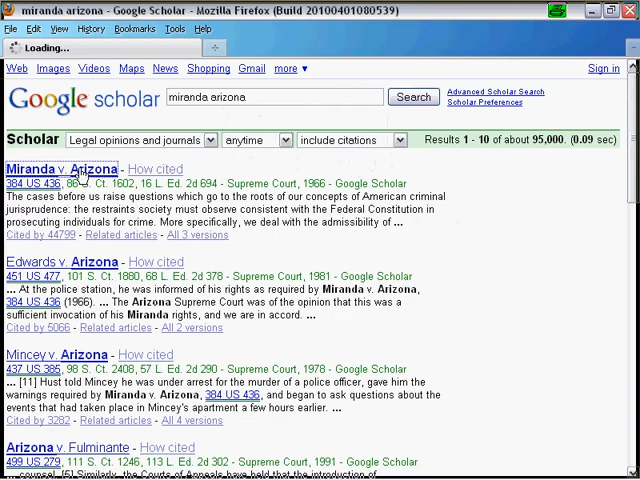 miranda arizona - Google Scholar - Mozilla Firefox (Build 20100401080539)
File Edit View History Bookmarks Tools Help
Loading...
Web Images Videos Maps News Shopping Gmail more ▼ Sign in
Google scholar miranda arizona Search Advanced Scholar Search
Scholar Preferences
Scholar Legal opinions and journals anytime include citations Results 1 - 10 of about 95,000. (0.09 sec)
Miranda v. Arizona - How cited
384 US 436, 86 S. Ct. 1602, 16 L. Ed. 2d 694 - Supreme Court, 1966 - Google Scholar
The cases before us raise questions which go to the roots of our concepts of American criminal
jurisprudence: the restraints society must observe consistent with the Federal Constitution in
prosecuting individuals for crime. More specifically, we deal with the admissibility of ...
Cited by 44799 - Related articles - All 3 versions
Edwards v. Arizona - How cited
451 US 477, 101 S. Ct. 1880, 68 L. Ed. 2d 378 - Supreme Court, 1981 - Google Scholar
... At the police station, he was informed of his rights as required by Miranda v. Arizona,
384 US 436 (1966). ... The Arizona Supreme Court was of the opinion that this was a
sufficient invocation of his Miranda rights, and we are in accord. ...
Cited by 5066 - Related articles - All 2 versions
Mincey v. Arizona - How cited
437 US 385, 98 S. Ct. 2408, 57 L. Ed. 2d 290 - Supreme Court, 1978 - Google Scholar
... [11] Hust told Mincey he was under arrest for the murder of a police officer, gave him the
warnings required by Miranda v. Arizona, 384 US 436, and began to ask questions about the
events that had taken place in Mincey's apartment a few hours earlier. ...
Cited by 3282 - Related articles - All 4 versions
Arizona v. Fulminante - How cited
499 US 279, 111 S. Ct. 1246, 113 L. Ed. 2d 302 - Supreme Court, 1991 - Google Scholar
... counsel. [5] Similarly, the Courts of Appeals have held that the introduction of